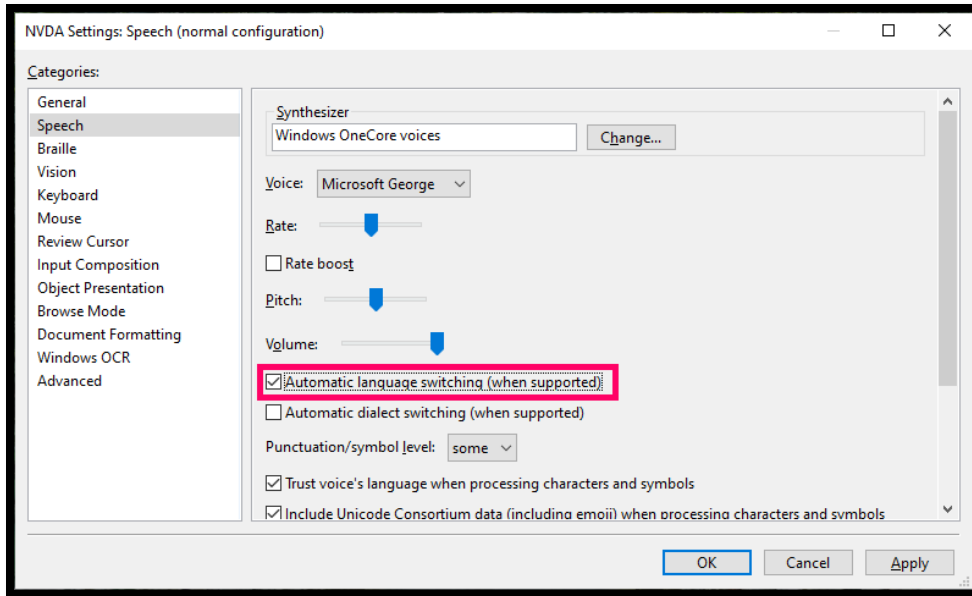 NVDA Settings: Speech (normal configuration)
Categories:
General
Speech
Braille
Vision
Keyboard
Mouse
Review Cursor
Input Composition
Object Presentation
Browse Mode
Document Formatting
Windows OCR
Advanced
Synthesizer
Windows OneCore voices
Change...
Voice: Microsoft George
Rate:
Rate boost
Pitch:
Volume:
Automatic language switching (when supported)
Automatic dialect switching (when supported)
Punctuation/symbol level: some
Trust voice's language when processing characters and symbols
Include Unicode Consortium data (including emoji) when processing characters and symbols
OK Cancel Apply